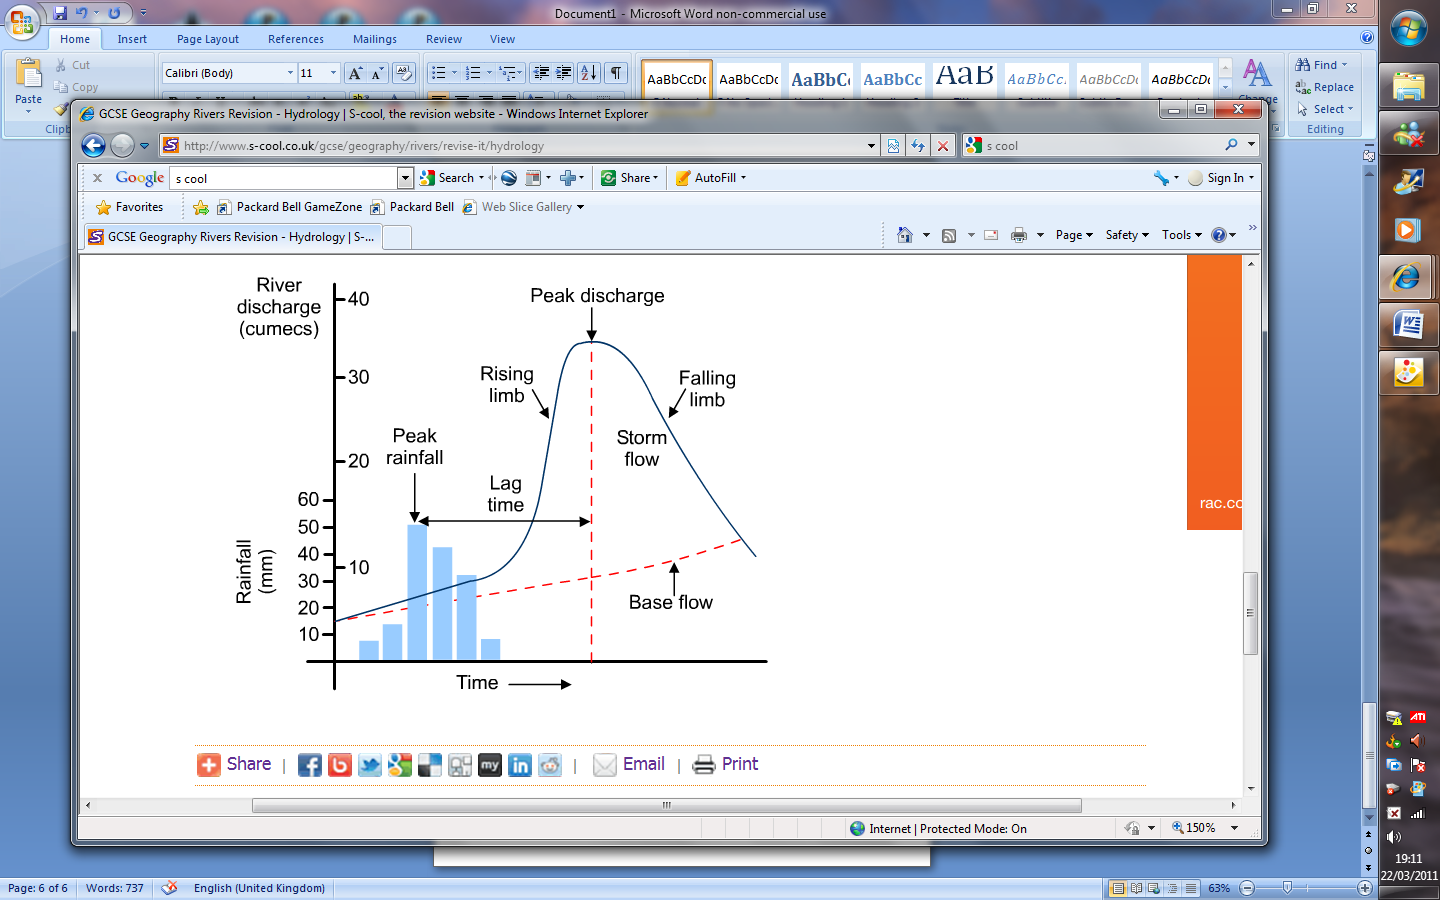 Document1 - Microsoft Word non-commercial use
Home Insert Page Layout References Mailings Review View
Paste
Cut
Copy
Calibri (Body) 11
AaBbCcDc AaBbCcDc AaBbC AaBbCc AaB AaBbCc. AaBbCcDc AaBbCcDc
Change
Find
Replace
Select
Editing
GCSE Geography Rivers Revision - Hydrology | S-cool, the revision website - Windows Internet Explorer
http://www.s-cool.co.uk/gcse/geography/rivers/revise-it/hydrology
s cool
Google s cool Search Share AutoFill Sign In
Favorites Packard Bell GameZone Packard Bell Web Slice Gallery
GCSE Geography Rivers Revision - Hydrology | S-...
Page Safety Tools
River
discharge
(cumecs)
40
30
20
10
60
50
40
30
20
10
Rainfall
(mm)
Peak discharge
Rising
limb
Falling
limb
Peak
rainfall
Storm
flow
Lag
time
Base flow
Time
rac.co
Share | my in | Email | Print
Internet | Protected Mode: On
150%
Page: 6 of 6 Words: 737 English (United Kingdom)
63%
ATI
19:11
22/03/2011